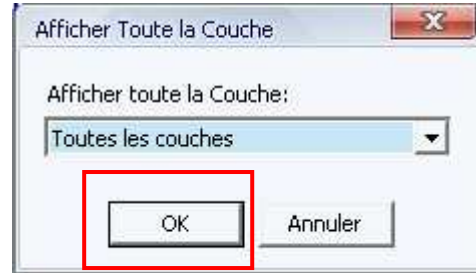 Afficher Toute la Couche
Afficher toute la Couche:
Toutes les couches
OK Annuler